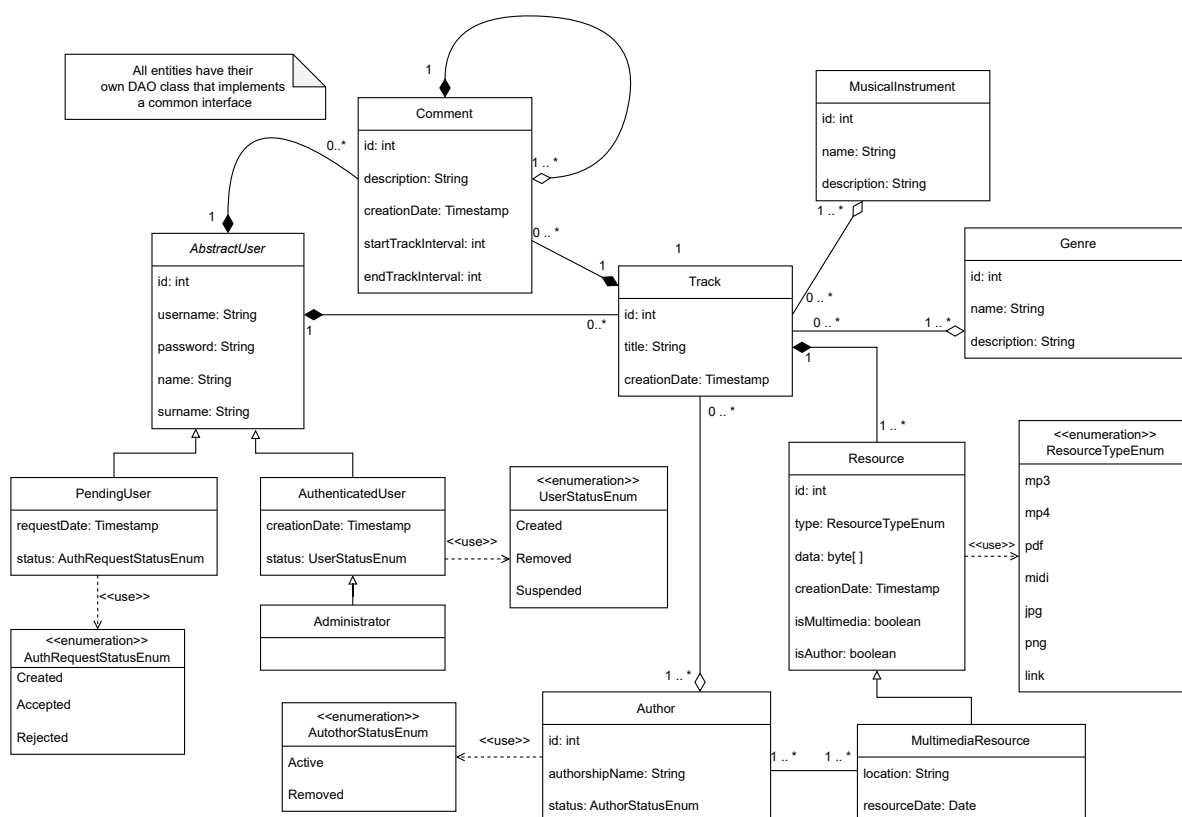 All entities have their
own DAO class that implements
a common interface
1
Comment
id: int
description: String
creationDate: Timestamp
startTrackInterval: int
endTrackInterval: int
0..*
1 .. *
0 .. *
1
1
1
AbstractUser
id: int
username: String
password: String
name: String
surname: String
1
0..*
Track
id: int
title: String
creationDate: Timestamp
MusicalInstrument
id: int
name: String
description: String
1 .. *
0 .. *
Genre
id: int
name: String
description: String
0 .. *
1 .. *
1
1 .. *
0 .. *
PendingUser
requestDate: Timestamp
status: AuthRequestStatusEnum
<<use>>
<<enumeration>>
AuthRequestStatusEnum
Created
Accepted
Rejected
AuthenticatedUser
creationDate: Timestamp
status: UserStatusEnum
<<use>>
<<enumeration>>
UserStatusEnum
Created
Removed
Suspended
Administrator
Resource
id: int
type: ResourceTypeEnum
data: byte[ ]
creationDate: Timestamp
isMultimedia: boolean
isAuthor: boolean
<<use>>
<<enumeration>>
ResourceTypeEnum
mp3
mp4
pdf
midi
jpg
png
link
1 .. *
<<enumeration>>
AutothorStatusEnum
Active
Removed
<<use>>
Author
id: int
authorshipName: String
status: AuthorStatusEnum
1 .. *
1 .. *
MultimediaResource
location: String
resourceDate: Date